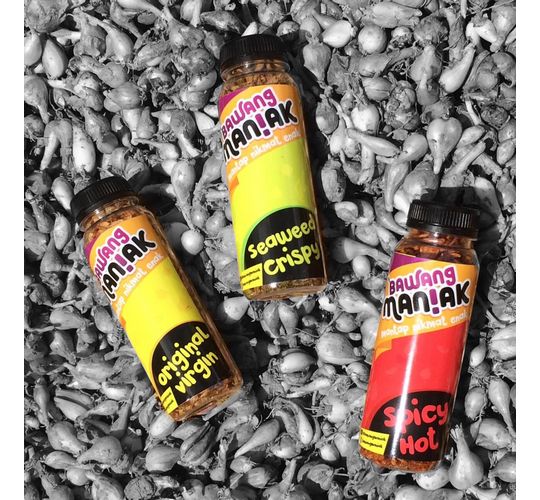 BAWANG
MAN!AK
mantap nikmat enak
seaweed
crispy
BAWANG
MAN!AK
mantap nikmat enak
original
virgin
BAWANG
MAN!AK
mantap nikmat enak
Spicy
Hot